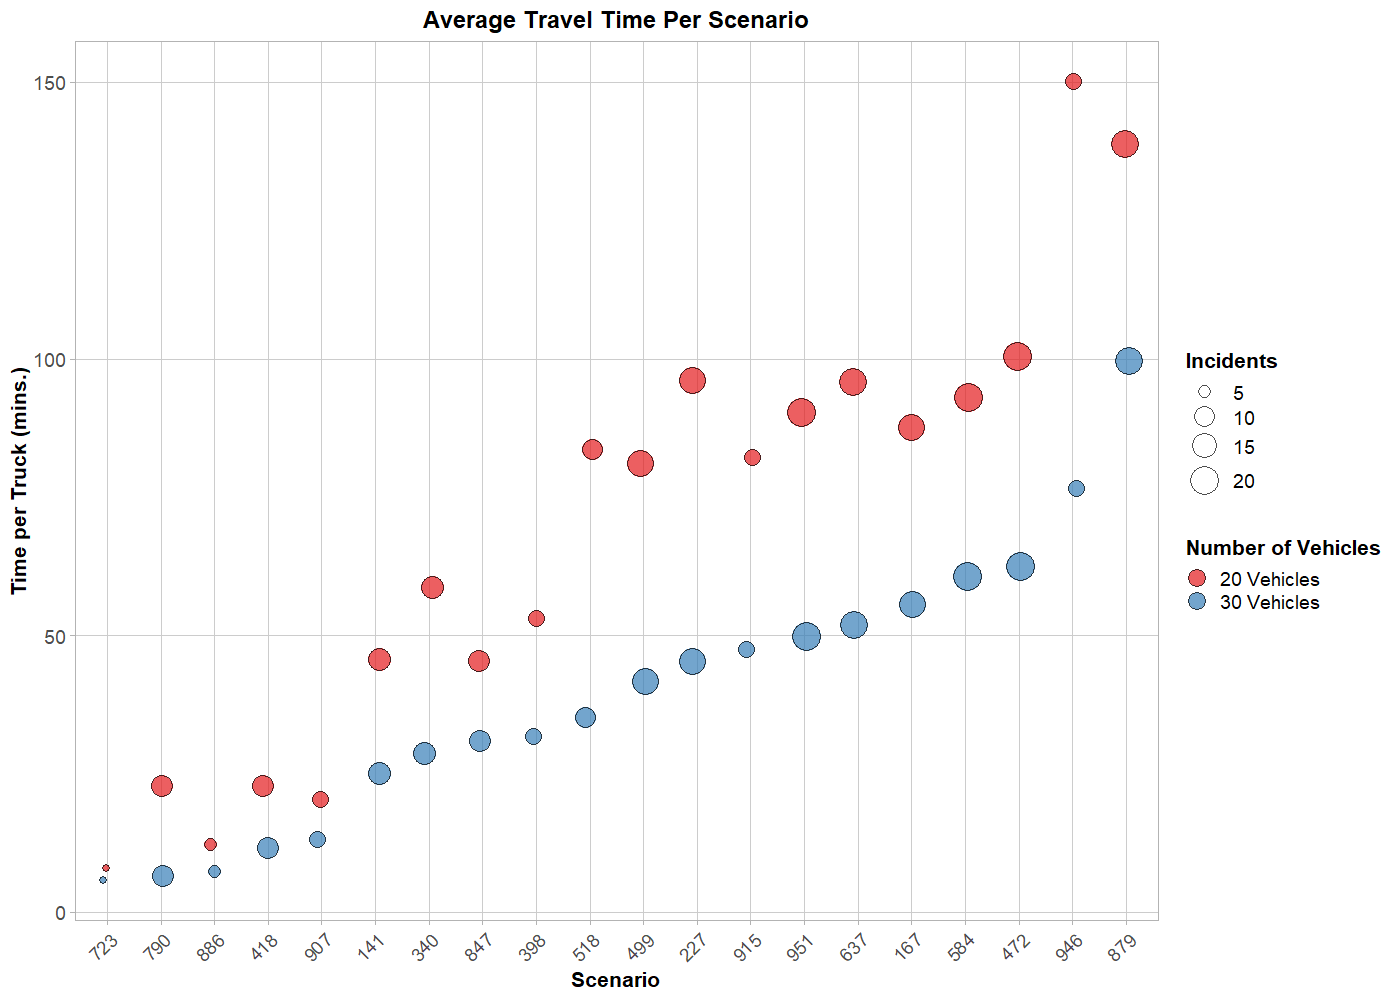 Average Travel Time Per Scenario
Time per Truck (mins.)
150
100
50
0
723 790 886 418 907 141 340 847 398 518 499 227 915 951 637 167 584 472 946 879
Scenario
Incidents
5
10
15
20
Number of Vehicles
20 Vehicles
30 Vehicles